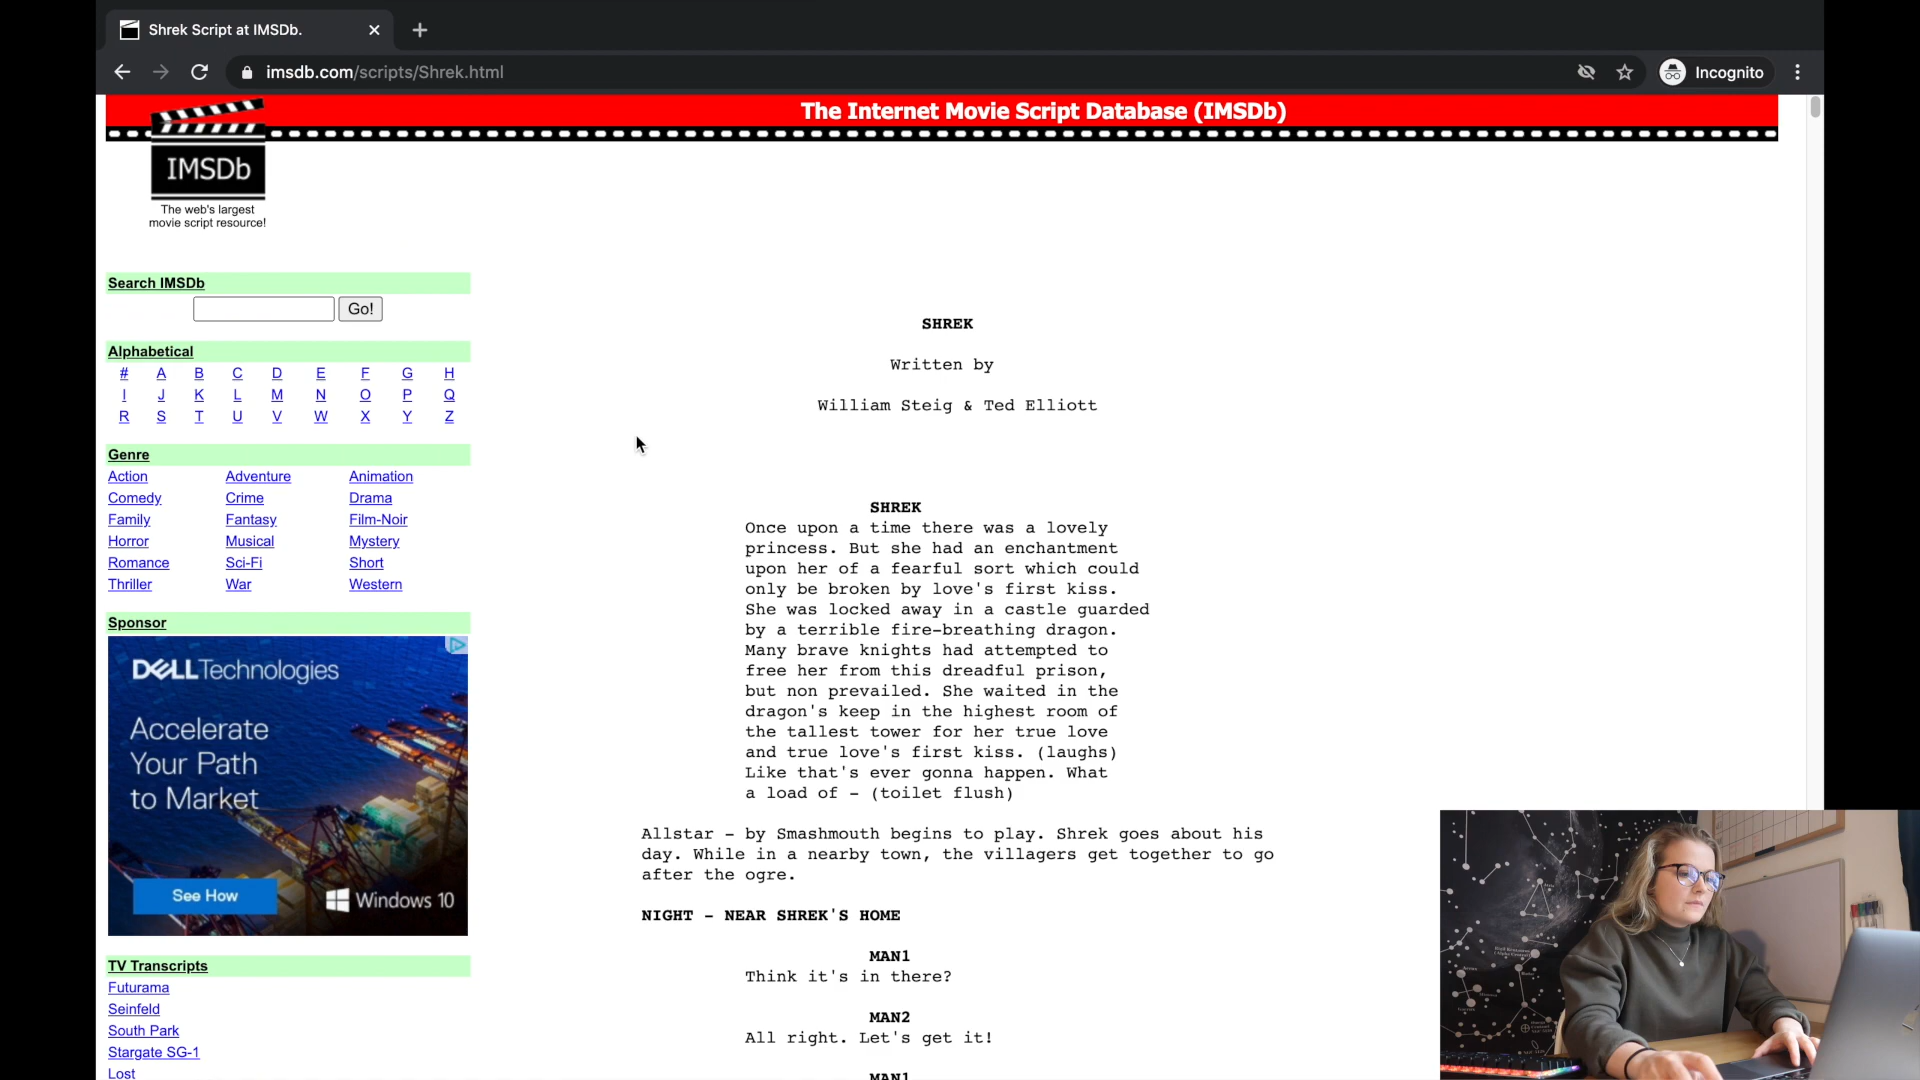 Shrek Script at IMSDb.
imsdb.com/scripts/Shrek.html
Incognito
The Internet Movie Script Database (IMSDb)
IMSDb
The web's largest
movie script resource!
Search IMSDb
Go!
Alphabetical
# A B C D E F G H
I J K L M N O P Q
R S T U V W X Y Z
Genre
Action Adventure Animation
Comedy Crime Drama
Family Fantasy Film-Noir
Horror Musical Mystery
Romance Sci-Fi Short
Thriller War Western
Sponsor
DELL Technologies
Accelerate
Your Path
to Market
See How
Windows 10
TV Transcripts
Futurama
Seinfeld
South Park
Stargate SG-1
Lost
SHREK
Written by
William Steig & Ted Elliott
SHREK
Once upon a time there was a lovely
princess. But she had an enchantment
upon her of a fearful sort which could
only be broken by love's first kiss.
She was locked away in a castle guarded
by a terrible fire-breathing dragon.
Many brave knights had attempted to
free her from this dreadful prison,
but non prevailed. She waited in the
dragon's keep in the highest room of
the tallest tower for her true love
and true love's first kiss. (laughs)
Like that's ever gonna happen. What
a load of - (toilet flush)
Allstar - by Smashmouth begins to play. Shrek goes about his
day. While in a nearby town, the villagers get together to go
after the ogre.
NIGHT - NEAR SHREK'S HOME
MAN1
Think it's in there?
MAN2
All right. Let's get it!
MAN1